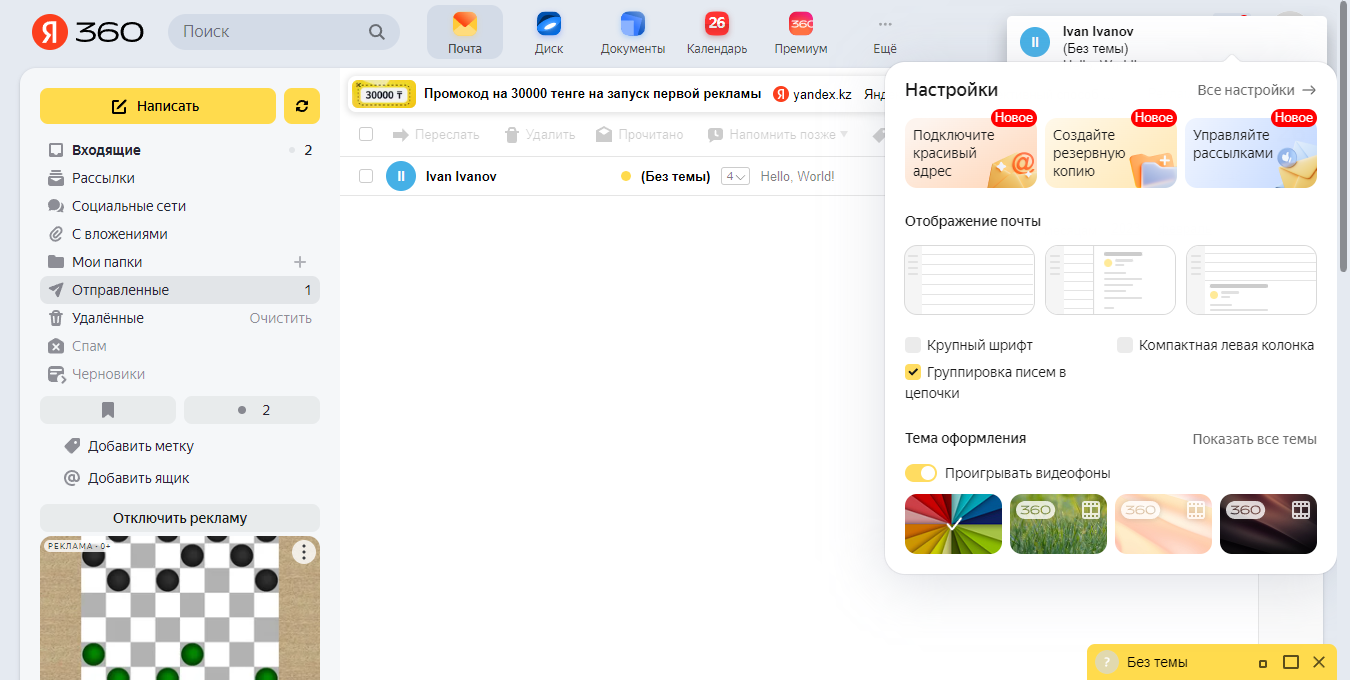 Я 360
Поиск
Почта
Диск
Документы
26
Календарь
360
Премиум
Ещё
II
Ivan Ivanov
(Без темы)
Написать
Входящие 2
Рассылки
Социальные сети
С вложениями
Мои папки
Отправленные 1
Удалённые Очистить
Спам
Черновики
2
Добавить метку
Добавить ящик
Отключить рекламу
РЕКЛАМА • 0+
30000 ₸
Промокод на 30000 тенге на запуск первой рекламы
Я yandex.kz Янд
Переслать Удалить Прочитано Напомнить позже
II Ivan Ivanov (Без темы) 4 Hello, World!
Настройки Все настройки
Новое
Подключите
красивый
адрес
Новое
Создайте
резервную
копию
Новое
Управляйте
рассылками
Отображение почты
Крупный шрифт
Компактная левая колонка
Группировка писем в
цепочки
Тема оформления Показать все темы
Проигрывать видеофоны
360
360
360
? Без темы